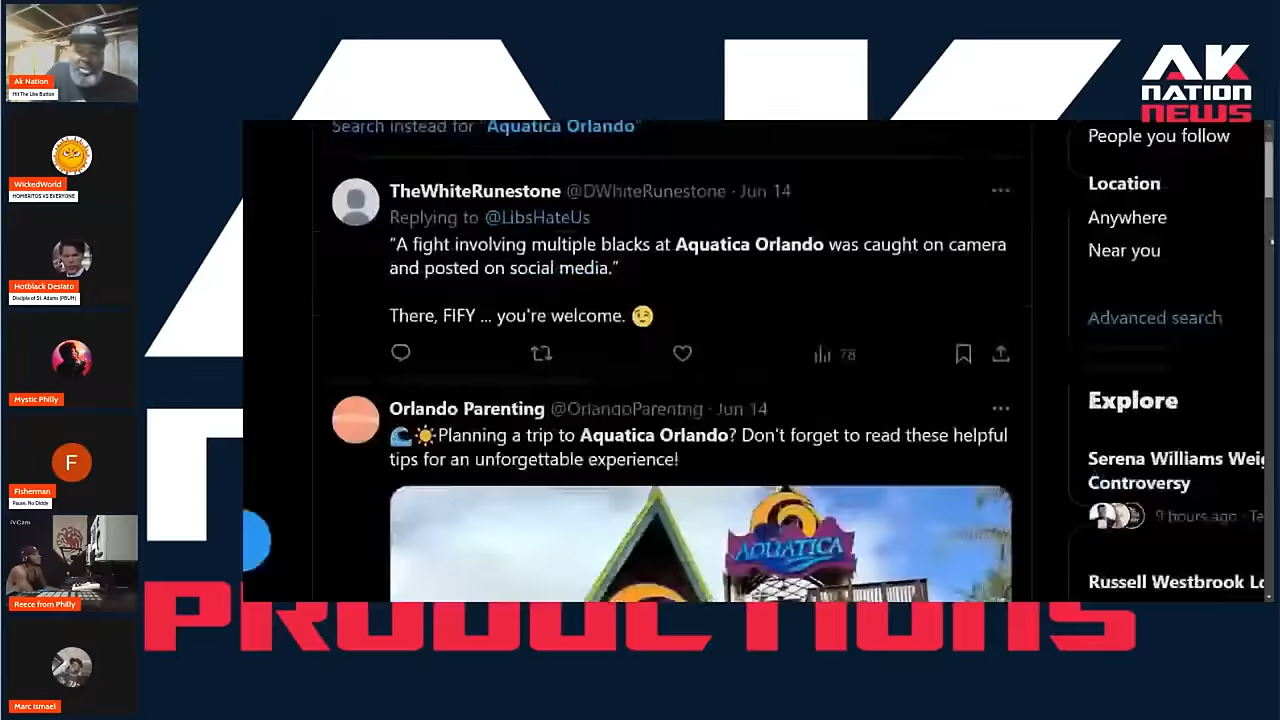 Ak Nation
Hit The Like Button
WickedWorld
HOMBRITOS VS EVERYONE
Hotblack Desiato
Disciple of St. Adams (PBUH)
Mystic Philly
F
Fisherman
Pause, No Diddy
iVCam
Reece from Philly
Marc Ismael
AK
NATION
NEWS
Search instead for "Aquatica Orlando"
TheWhiteRunestone @DWhiteRunestone · Jun 14
Replying to @LibsHateUs
"A fight involving multiple blacks at Aquatica Orlando was caught on camera
and posted on social media."
There, FIFY ... you're welcome. 😉
78
Orlando Parenting @OrlandoParenting · Jun 14
🌊☀️Planning a trip to Aquatica Orlando? Don't forget to read these helpful
tips for an unforgettable experience!
AQUATICA
People you follow
Location
Anywhere
Near you
Advanced search
Explore
Serena Williams Weig
Controversy
9 hours ago · Te
Russell Westbrook Lo
PRODUCTIONS